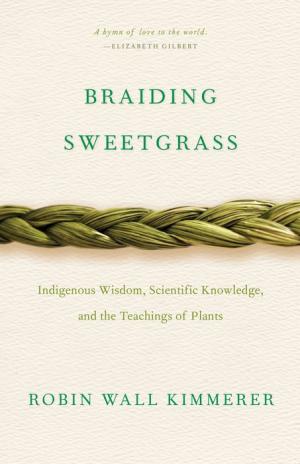 A hymn of love to the world.
—ELIZABETH GILBERT
BRAIDING
SWEETGRASS
Indigenous Wisdom, Scientific Knowledge,
and the Teachings of Plants
ROBIN WALL KIMMERER